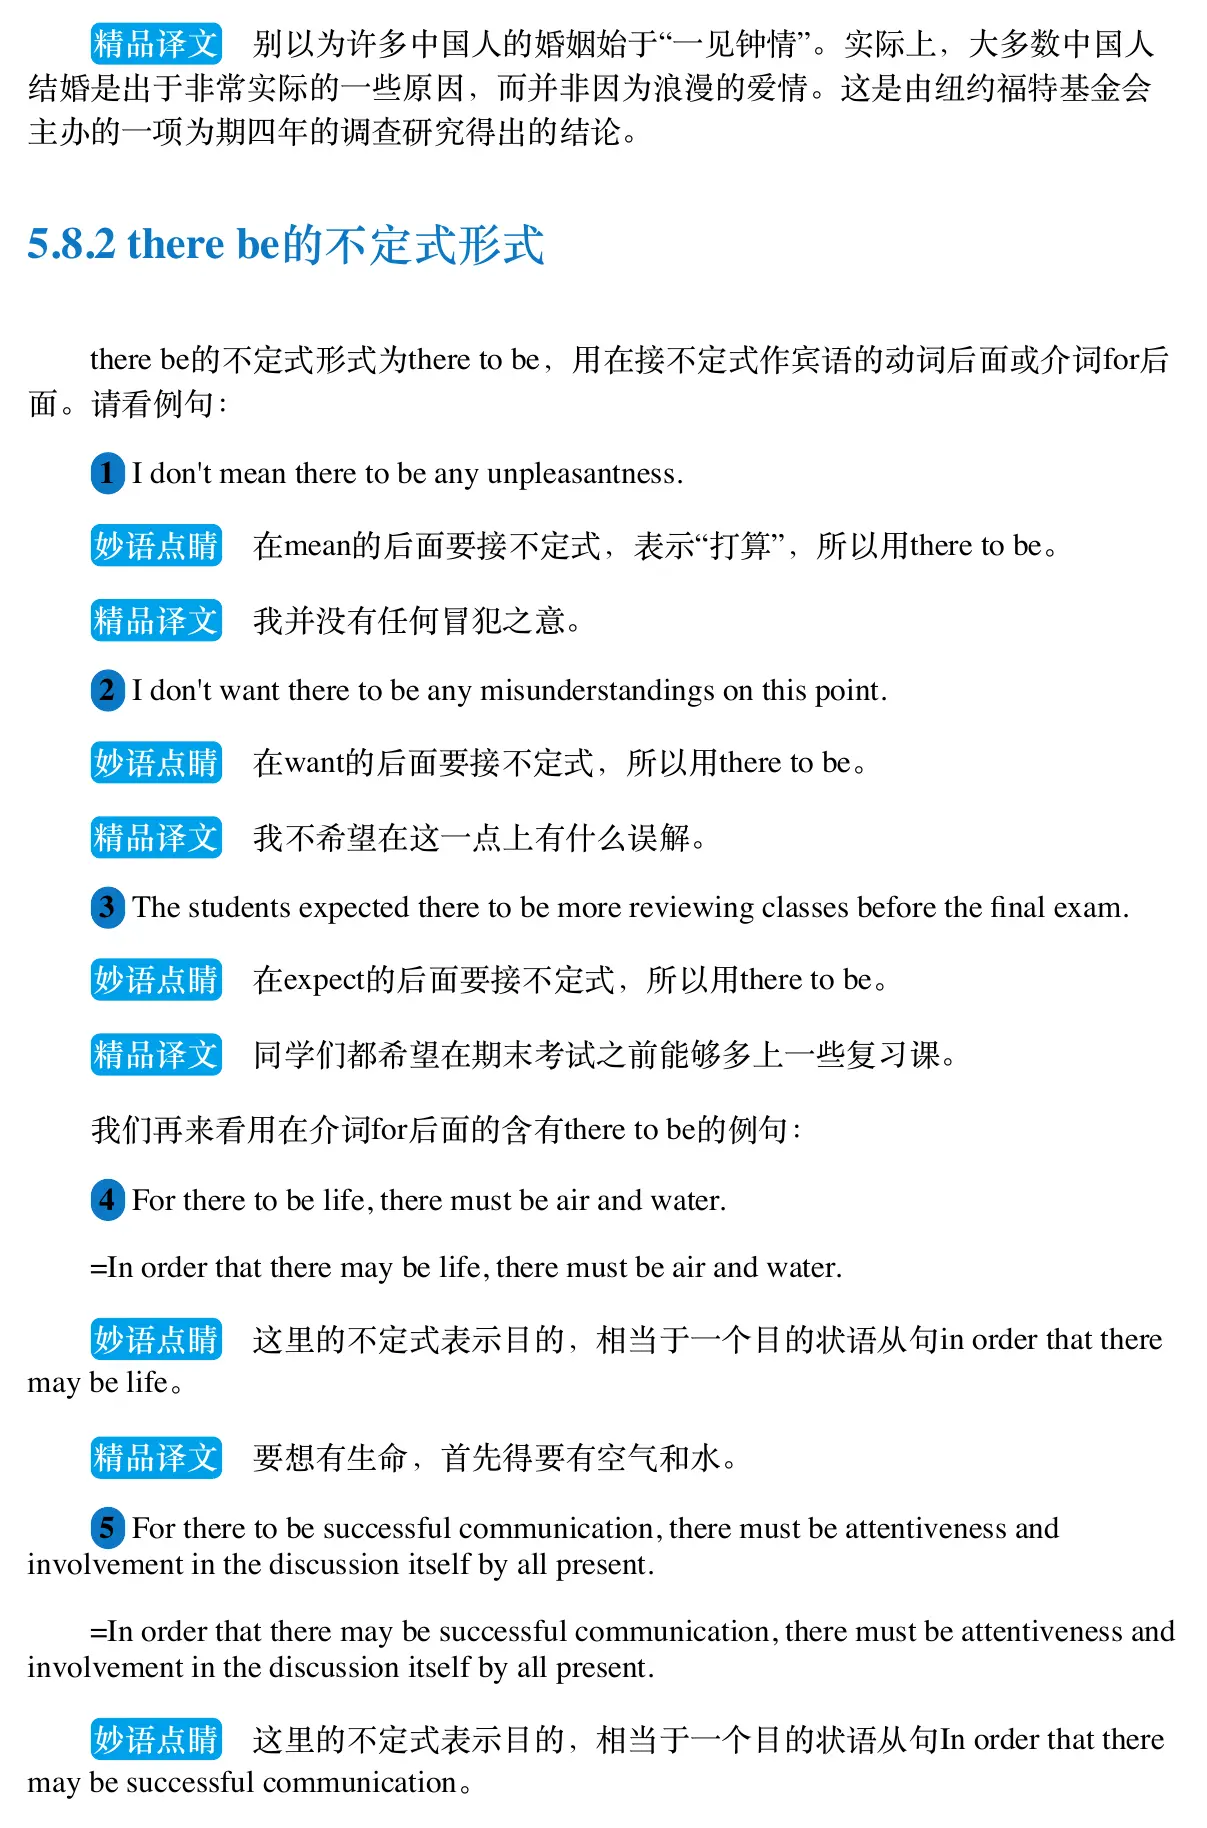 精品译文 别以为许多中国人的婚姻始于“一见钟情”。实际上，大多数中国人
结婚是出于非常实际的一些原因，而并非因为浪漫的爱情。这是由纽约福特基金会
主办的一项为期四年的调查研究得出的结论。
5.8.2 there be的不定式形式
there be的不定式形式为there to be，用在接不定式作宾语的动词后面或介词for后
面。请看例句：
1 I don't mean there to be any unpleasantness.
妙语点睛 在mean的后面要接不定式，表示“打算”，所以用there to be。
精品译文 我并没有任何冒犯之意。
2 I don't want there to be any misunderstandings on this point.
妙语点睛 在want的后面要接不定式，所以用there to be。
精品译文 我不希望在这一点上有什么误解。
3 The students expected there to be more reviewing classes before the final exam.
妙语点睛 在expect的后面要接不定式，所以用there to be。
精品译文 同学们都希望在期末考试之前能够多上一些复习课。
我们再来看用在介词for后面的含有there to be的例句：
4 For there to be life, there must be air and water.
=In order that there may be life, there must be air and water.
妙语点睛 这里的不定式表示目的，相当于一个目的状语从句in order that there
may be life。
精品译文 要想有生命，首先得要有空气和水。
5 For there to be successful communication, there must be attentiveness and
involvement in the discussion itself by all present.
=In order that there may be successful communication, there must be attentiveness and
involvement in the discussion itself by all present.
妙语点睛 这里的不定式表示目的，相当于一个目的状语从句In order that there
may be successful communication。